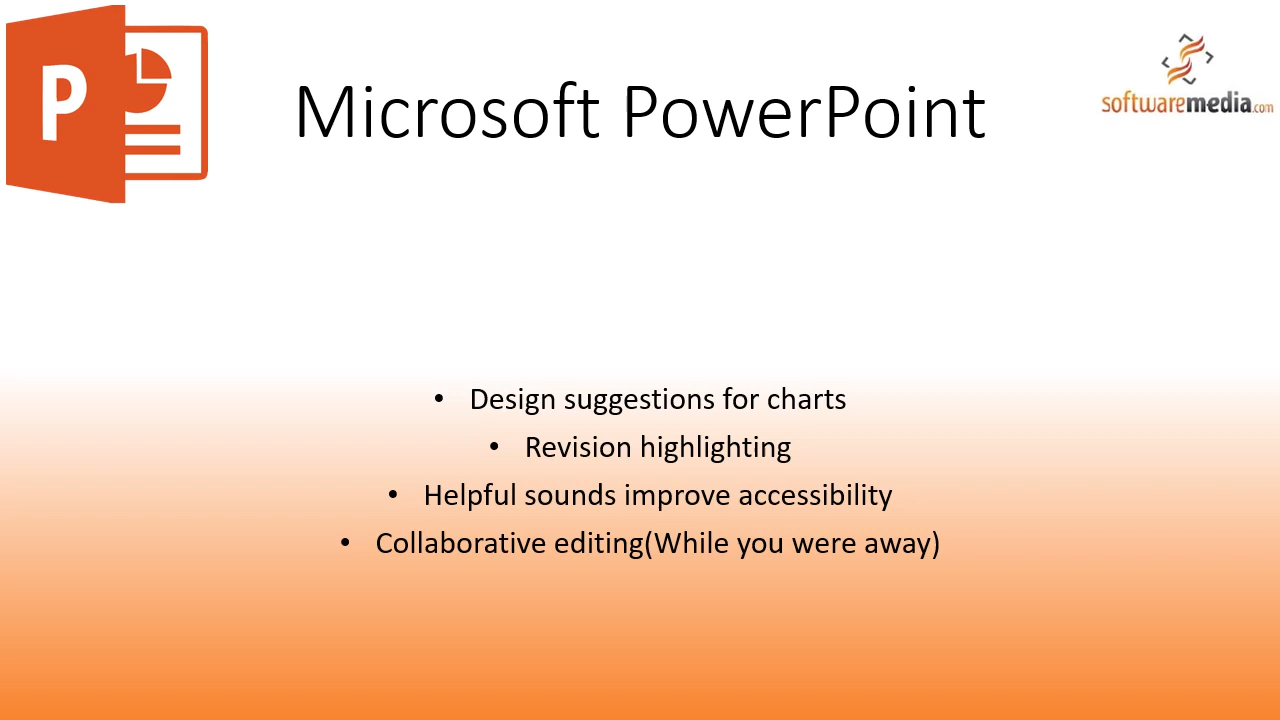 P
Microsoft PowerPoint
softwaremedia.com
• Design suggestions for charts
• Revision highlighting
• Helpful sounds improve accessibility
• Collaborative editing(While you were away)